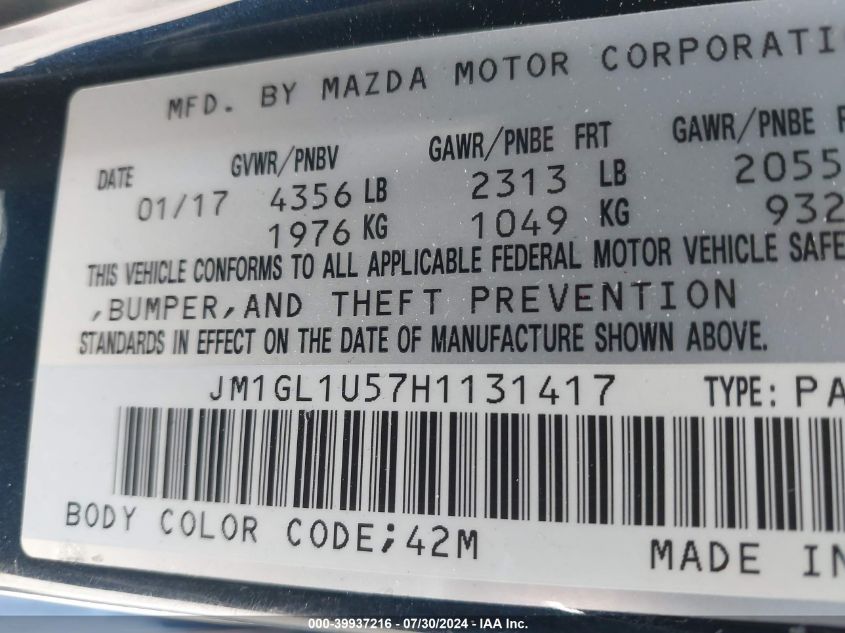 MFD. BY MAZDA MOTOR CORPORATI
DATE GVWR/PNBV GAWR/PNBE FRT GAWR/PNBE
01/17 4356 LB 2313 LB 2055
1976 KG 1049 KG 932
THIS VEHICLE CONFORMS TO ALL APPLICABLE FEDERAL MOTOR VEHICLE SAFE
,BUMPER,AND THEFT PREVENTION
STANDARDS IN EFFECT ON THE DATE OF MANUFACTURE SHOWN ABOVE.
JM1GL1U57H1131417 TYPE: PA
BODY COLOR CODE;42M
MADE IN
000-39937216 - 07/30/2024 - IAA Inc.